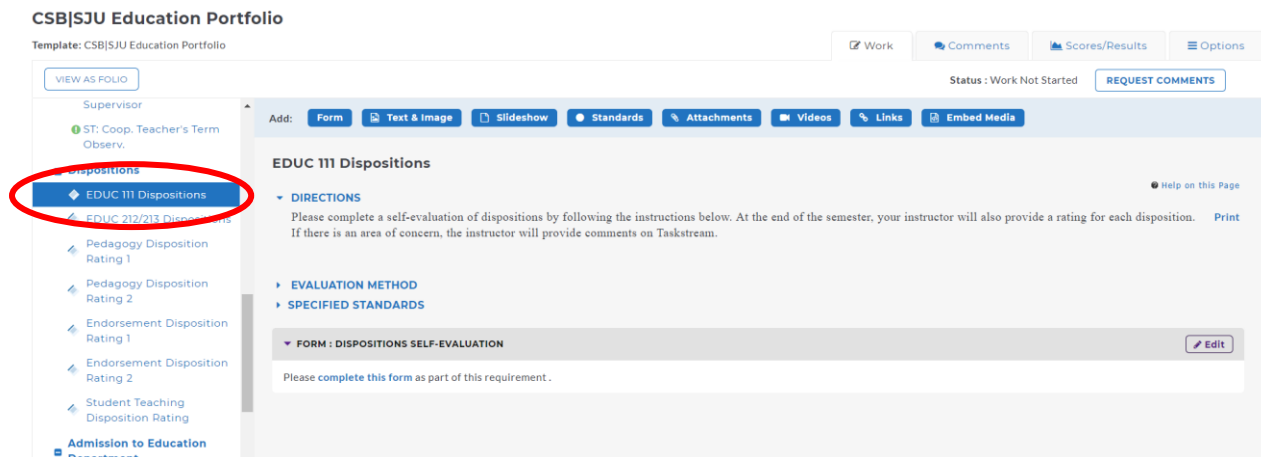 CSB|SJU Education Portfolio
Template: CSB|SJU Education Portfolio
Work
Comments
Scores/Results
Options
VIEW AS FOLIO
Status : Work Not Started
REQUEST COMMENTS
Supervisor
ST: Coop. Teacher's Term
Observ.
Dispositions
EDUC 111 Dispositions
EDUC 212/213 Dispositions
Pedagogy Disposition
Rating 1
Pedagogy Disposition
Rating 2
Endorsement Disposition
Rating 1
Endorsement Disposition
Rating 2
Student Teaching
Disposition Rating
Admission to Education
Department
Add: Form Text & Image Slideshow Standards Attachments Videos Links Embed Media
EDUC 111 Dispositions
Help on this Page
DIRECTIONS
Please complete a self-evaluation of dispositions by following the instructions below. At the end of the semester, your instructor will also provide a rating for each disposition. Print
If there is an area of concern, the instructor will provide comments on Taskstream.
EVALUATION METHOD
SPECIFIED STANDARDS
FORM : DISPOSITIONS SELF-EVALUATION
Edit
Please complete this form as part of this requirement .